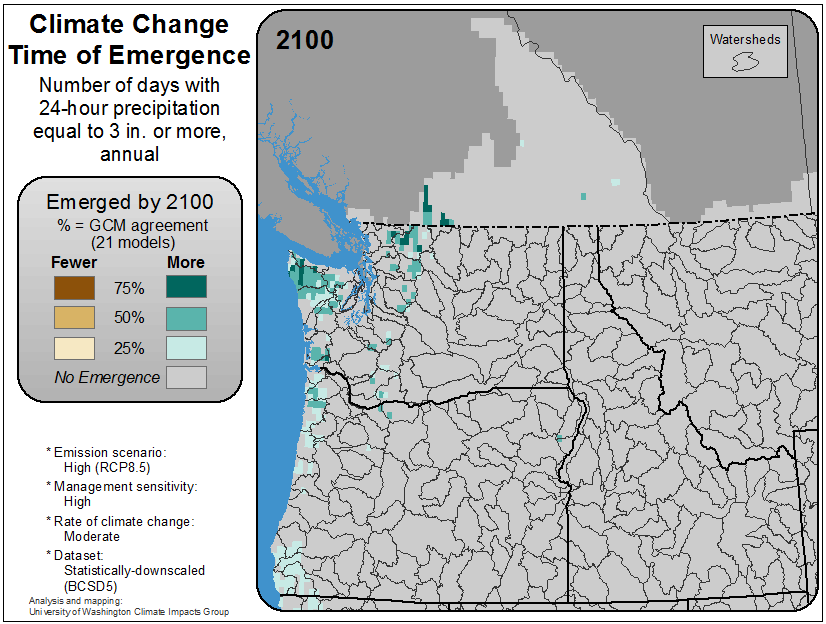 Climate Change
Time of Emergence
Number of days with
24-hour precipitation
equal to 3 in. or more,
annual
Emerged by 2100
% = GCM agreement
(21 models)
Fewer More
75%
50%
25%
No Emergence
* Emission scenario:
High (RCP8.5)
* Management sensitivity:
High
* Rate of climate change:
Moderate
* Dataset:
Statistically-downscaled
(BCSD5)
Analysis and mapping:
University of Washington Climate Impacts Group
2100
Watersheds